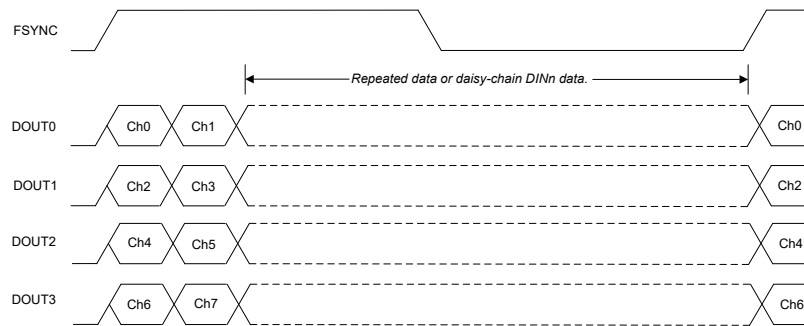 FSYNC
Repeated data or daisy-chain DINn data.
DOUT0 Ch0 Ch1 Ch0
DOUT1 Ch2 Ch3 Ch2
DOUT2 Ch4 Ch5 Ch4
DOUT3 Ch6 Ch7 Ch6